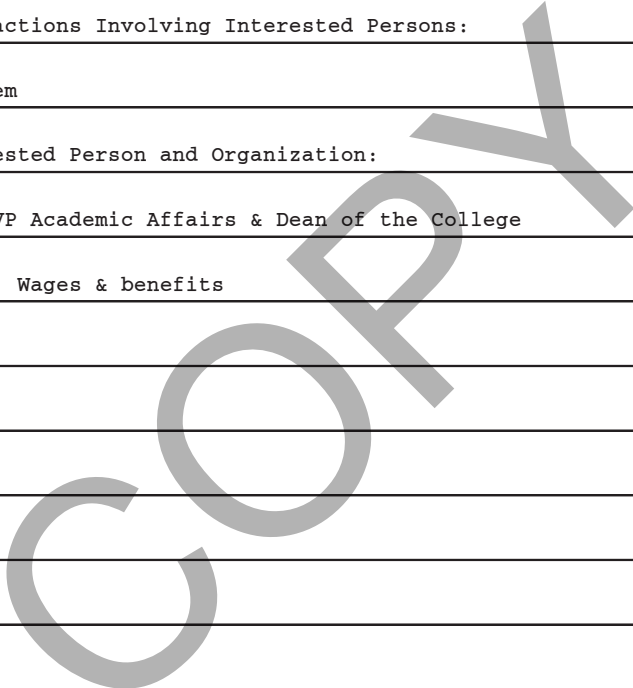 actions Involving Interested Persons:
em
ested Person and Organization:
VP Academic Affairs & Dean of the College
Wages & benefits
COPY